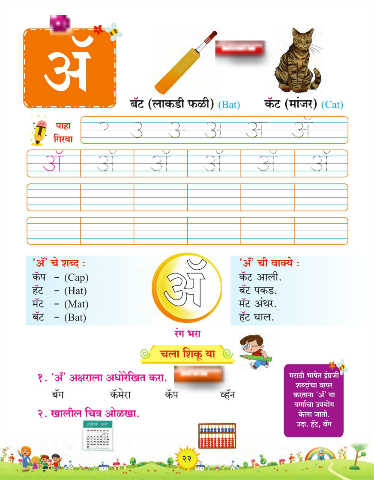 अ‍ॅ
बॅट (लाकडी फळी) (Bat)
कॅट (मांजर) (Cat)
पाहा
गिरवा
अ‍ॅ अ‍ॅ अ‍ॅ अ‍ॅ अ‍ॅ अ‍ॅ
'अ‍ॅ' चे शब्द :
कॅप – (Cap)
हॅट – (Hat)
मॅट – (Mat)
बॅट – (Bat)
अ‍ॅ
रंग भरा
'अ‍ॅ' ची वाक्ये :
कॅट आली.
बॅट पकड.
मॅट अंथर.
हॅट घाल.
चला शिकू या
१. 'अ‍ॅ' अक्षराला अधोरेखित करा.
बॅग कॅमेरा कॅप व्हॅन
२. खालील चित्र ओळखा.
मराठी भाषेत इंग्रजी
शब्दांचा वापर
करताना 'अ‍ॅ' या
वर्णाचा उपयोग
केला जातो.
उदा. हॅट, बॅग
२२